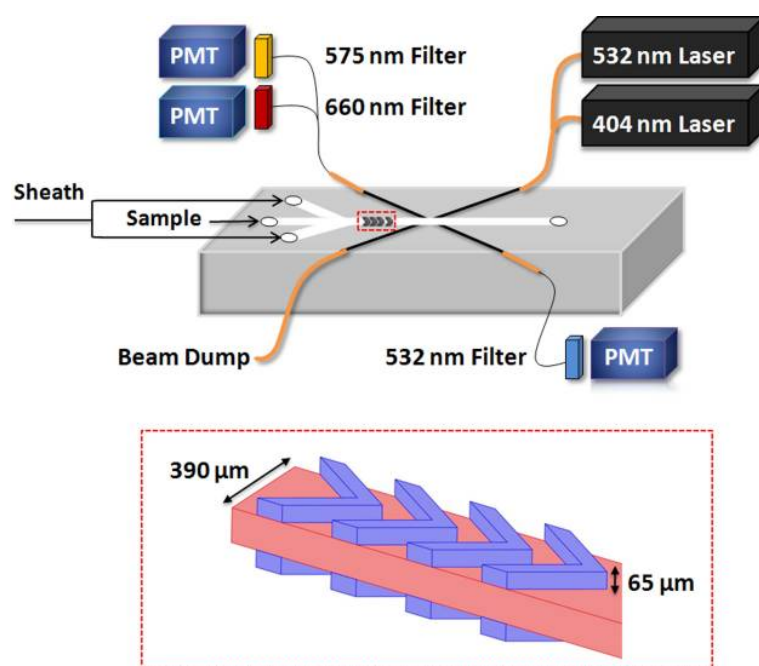 PMT
575 nm Filter
532 nm Laser
PMT
660 nm Filter
404 nm Laser
Sheath
Sample
Beam Dump
532 nm Filter
PMT
390 µm
65 µm